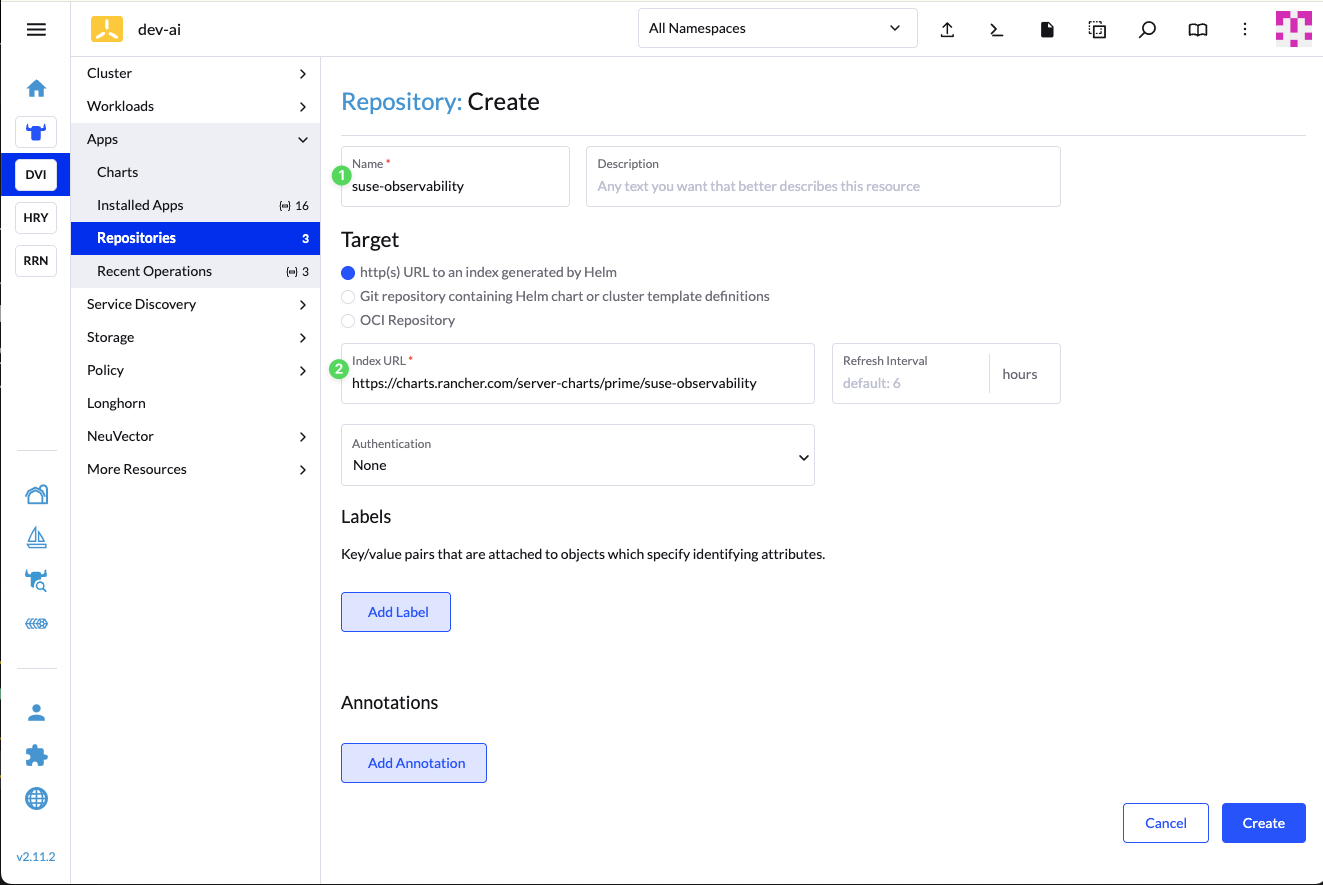 dev-ai
All Namespaces
DVI
HRY
RRN
v2.11.2
Cluster
Workloads
Apps
Charts
Installed Apps 16
Repositories 3
Recent Operations 3
Service Discovery
Storage
Policy
Longhorn
NeuVector
More Resources
Repository: Create
1
Name *
suse-observability
Description
Any text you want that better describes this resource
Target
http(s) URL to an index generated by Helm
Git repository containing Helm chart or cluster template definitions
OCI Repository
2
Index URL *
https://charts.rancher.com/server-charts/prime/suse-observability
Refresh Interval
default: 6
hours
Authentication
None
Labels
Key/value pairs that are attached to objects which specify identifying attributes.
Add Label
Annotations
Add Annotation
Cancel
Create